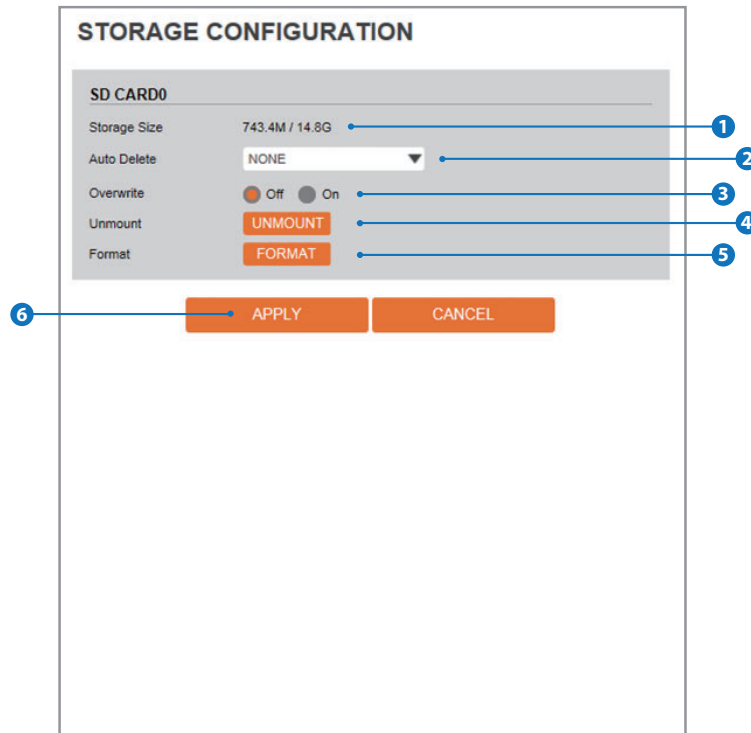 STORAGE CONFIGURATION
SD CARD0
Storage Size 743.4M / 14.8G 1
Auto Delete NONE 2
Overwrite Off On 3
Unmount UNMOUNT 4
Format FORMAT 5
6 APPLY CANCEL